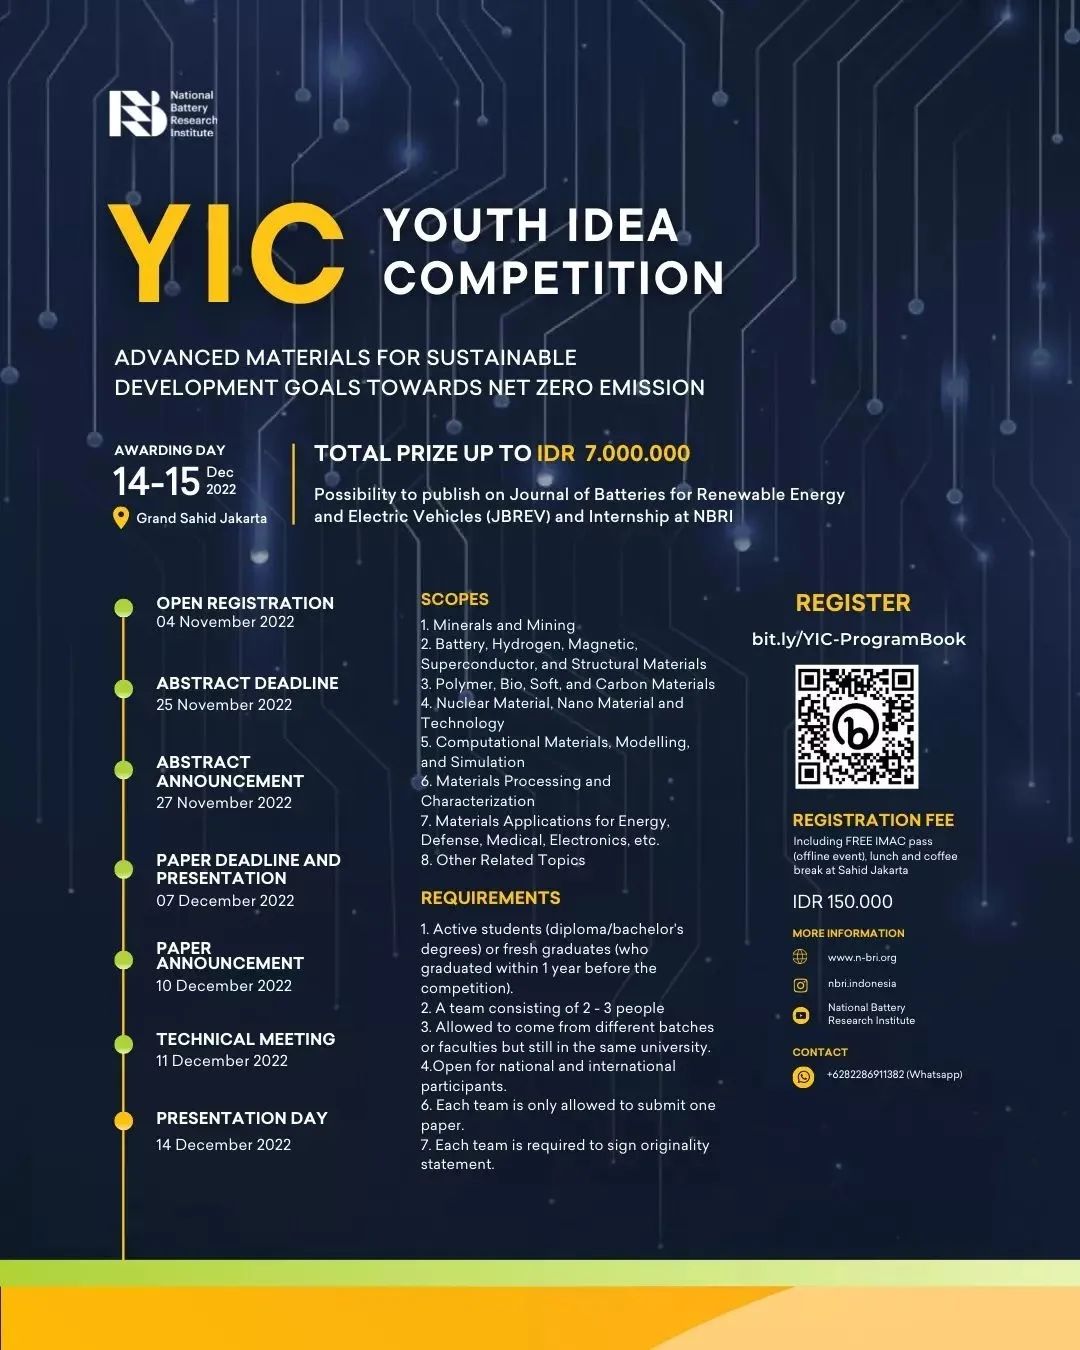 National
Battery
Research
Institute
YIC
YOUTH IDEA
COMPETITION
ADVANCED MATERIALS FOR SUSTAINABLE
DEVELOPMENT GOALS TOWARDS NET ZERO EMISSION
AWARDING DAY
14-15 Dec
2022
Grand Sahid Jakarta
TOTAL PRIZE UP TO IDR 7.000.000
Possibility to publish on Journal of Batteries for Renewable Energy
and Electric Vehicles (JBREV) and Internship at NBRI
OPEN REGISTRATION
04 November 2022
ABSTRACT DEADLINE
25 November 2022
ABSTRACT
ANNOUNCEMENT
27 November 2022
PAPER DEADLINE AND
PRESENTATION
07 December 2022
PAPER
ANNOUNCEMENT
10 December 2022
TECHNICAL MEETING
11 December 2022
PRESENTATION DAY
14 December 2022
SCOPES
1. Minerals and Mining
2. Battery, Hydrogen, Magnetic,
Superconductor, and Structural Materials
3. Polymer, Bio, Soft, and Carbon Materials
4. Nuclear Material, Nano Material and
Technology
5. Computational Materials, Modelling,
and Simulation
6. Materials Processing and
Characterization
7. Materials Applications for Energy,
Defense, Medical, Electronics, etc.
8. Other Related Topics
REQUIREMENTS
1. Active students (diploma/bachelor's
degrees) or fresh graduates (who
graduated within 1 year before the
competition).
2. A team consisting of 2 - 3 people
3. Allowed to come from different batches
or faculties but still in the same university.
4.Open for national and international
participants.
6. Each team is only allowed to submit one
paper.
7. Each team is required to sign originality
statement.
REGISTER
bit.ly/YIC-ProgramBook
REGISTRATION FEE
Including FREE IMAC pass
(offline event), lunch and coffee
break at Sahid Jakarta
IDR 150.000
MORE INFORMATION
www.n-bri.org
nbri.indonesia
National Battery
Research Institute
CONTACT
+6282286911382 (Whatsapp)